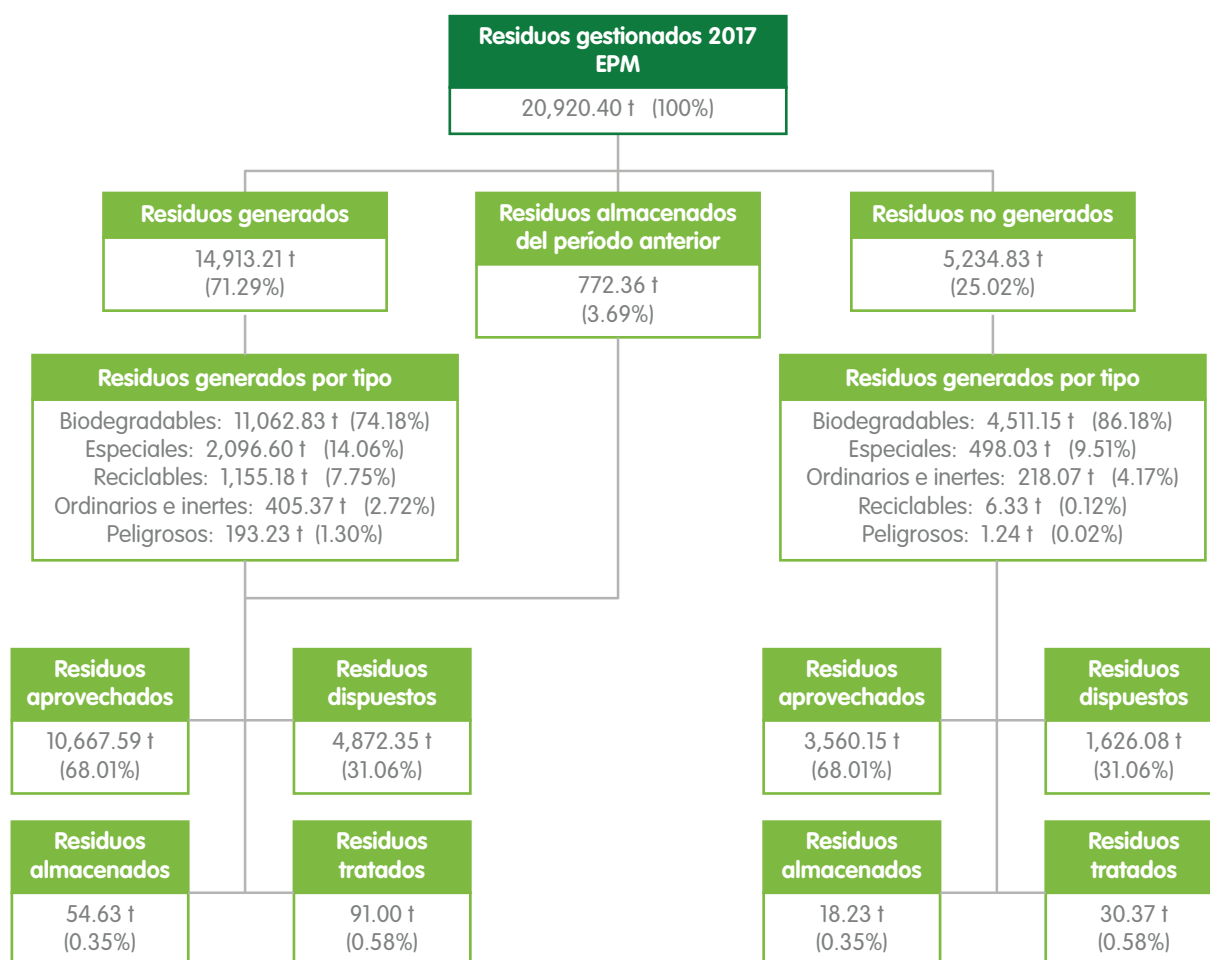 Residuos gestionados 2017
EPM
20,920.40 t (100%)
Residuos generados
14,913.21 t
(71.29%)
Residuos almacenados
del período anterior
772.36 t
(3.69%)
Residuos no generados
5,234.83 t
(25.02%)
Residuos generados por tipo
Biodegradables: 11,062.83 t (74.18%)
Especiales: 2,096.60 t (14.06%)
Reciclables: 1,155.18 t (7.75%)
Ordinarios e inertes: 405.37 t (2.72%)
Peligrosos: 193.23 t (1.30%)
Residuos generados por tipo
Biodegradables: 4,511.15 t (86.18%)
Especiales: 498.03 t (9.51%)
Ordinarios e inertes: 218.07 t (4.17%)
Reciclables: 6.33 t (0.12%)
Peligrosos: 1.24 t (0.02%)
Residuos
aprovechados
10,667.59 t
(68.01%)
Residuos
dispuestos
4,872.35 t
(31.06%)
Residuos
almacenados
54.63 t
(0.35%)
Residuos
tratados
91.00 t
(0.58%)
Residuos
aprovechados
3,560.15 t
(68.01%)
Residuos
dispuestos
1,626.08 t
(31.06%)
Residuos
almacenados
18.23 t
(0.35%)
Residuos
tratados
30.37 t
(0.58%)